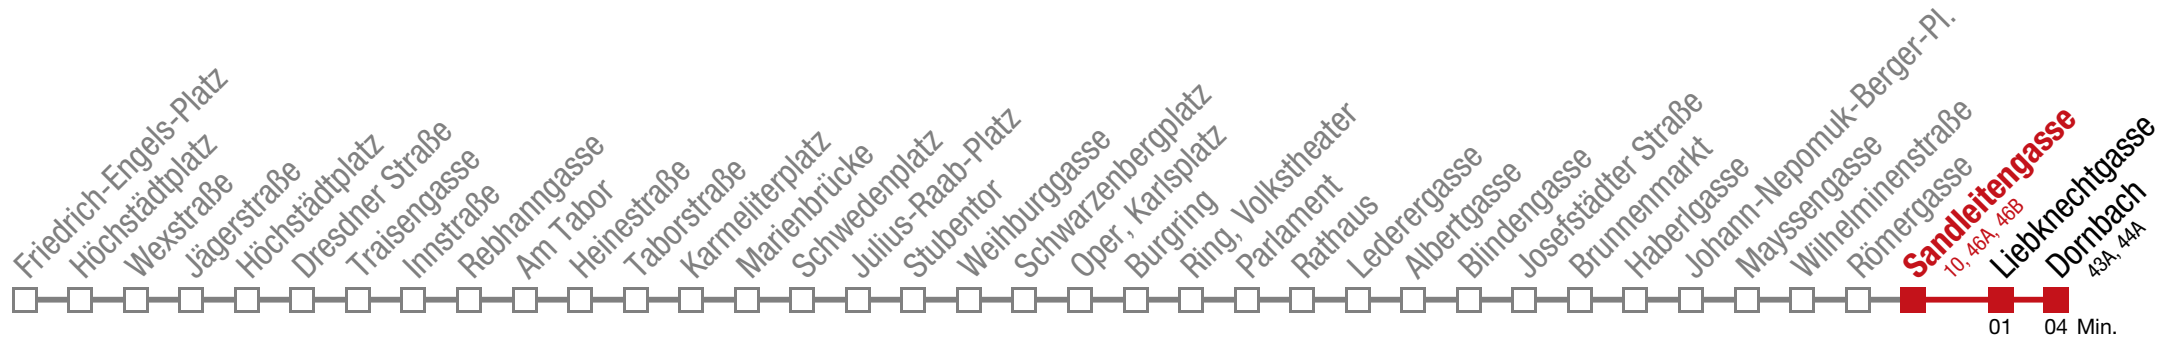 Friedrich-Engels-Platz
Höchstädtplatz
Wexstraße
Jägerstraße
Höchstädtplatz
Dresdner Straße
Traisengasse
Innstraße
Rebhanngasse
Am Tabor
Heinestraße
Taborstraße
Karmeliterplatz
Marienbrücke
Schwedenplatz
Julius-Raab-Platz
Stubentor
Weihburggasse
Schwarzenbergplatz
Oper, Karlsplatz
Burgring
Ring, Volkstheater
Parlament
Rathaus
Lederergasse
Albertgasse
Blindengasse
Josefstädter Straße
Brunnenmarkt
Haberlgasse
Johann-Nepomuk-Berger-Pl.
Mayssengasse
Wilhelminenstraße
Römergasse
Sandleitengasse
10, 46A, 46B
Liebknechtgasse
Dornbach
43A, 44A
01 04 Min.